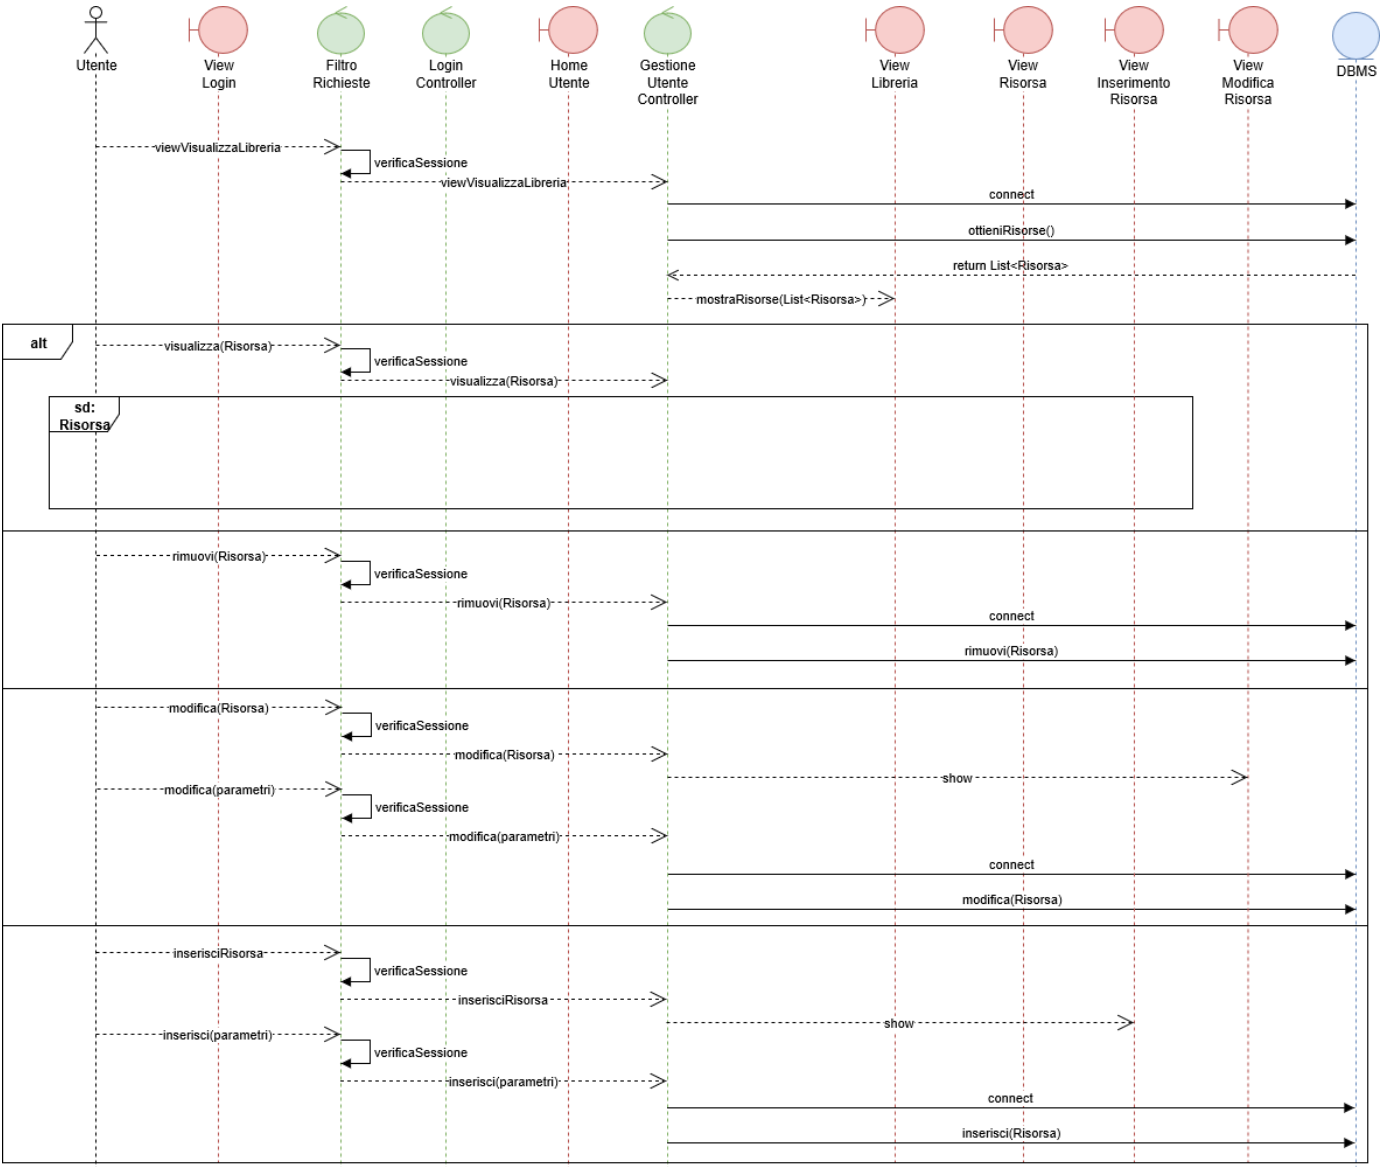 Utente
View
Login
Filtro
Richieste
Login
Controller
Home
Utente
Gestione
Utente
Controller
View
Libreria
View
Risorsa
View
Inserimento
Risorsa
View
Modifica
Risorsa
DBMS
viewVisualizzaLibreria
verificaSessione
viewVisualizzaLibreria
connect
ottieniRisorse()
return List<Risorsa>
mostraRisorse(List<Risorsa>)
alt
visualizza(Risorsa)
verificaSessione
visualizza(Risorsa)
sd:
Risorsa
rimuovi(Risorsa)
verificaSessione
rimuovi(Risorsa)
connect
rimuovi(Risorsa)
modifica(Risorsa)
verificaSessione
modifica(Risorsa)
show
modifica(parametri)
verificaSessione
modifica(parametri)
connect
modifica(Risorsa)
inserisciRisorsa
verificaSessione
inserisciRisorsa
show
inserisci(parametri)
verificaSessione
inserisci(parametri)
connect
inserisci(Risorsa)